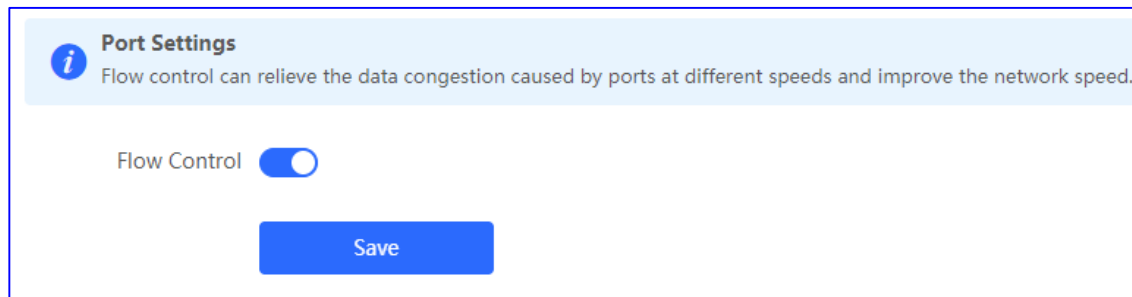 Port Settings
Flow control can relieve the data congestion caused by ports at different speeds and improve the network speed.
Flow Control
Save